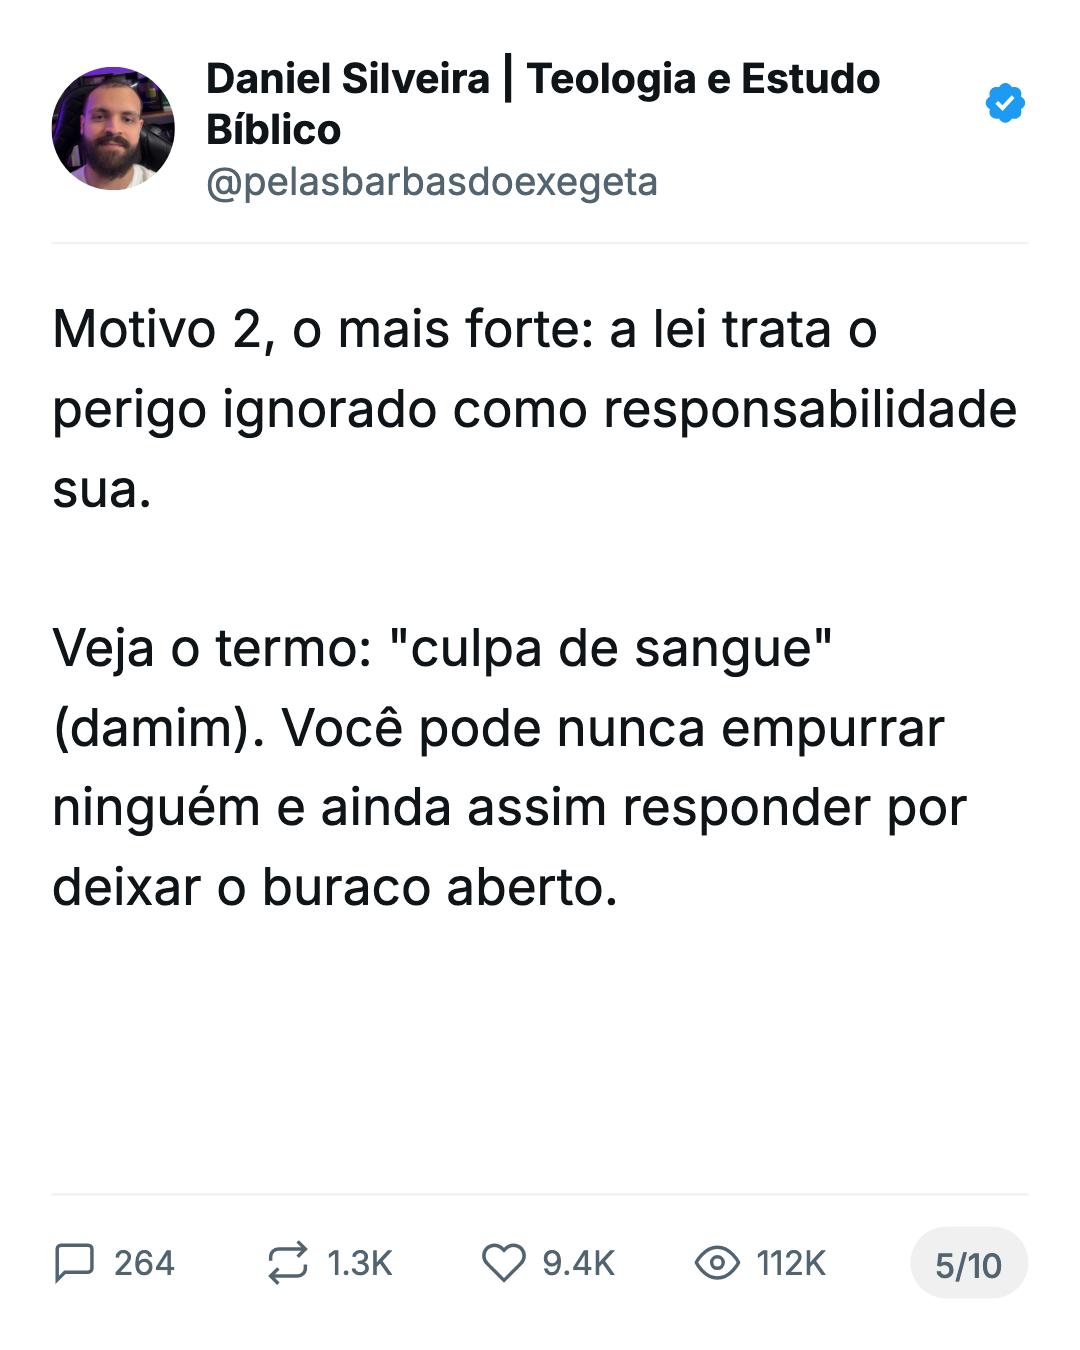 Daniel Silveira | Teologia e Estudo
Bíblico
@pelasbarbasdoexegeta
Motivo 2, o mais forte: a lei trata o
perigo ignorado como responsabilidade
sua.
Veja o termo: "culpa de sangue"
(damim). Você pode nunca empurrar
ninguém e ainda assim responder por
deixar o buraco aberto.
264 1.3K 9.4K 112K 5/10